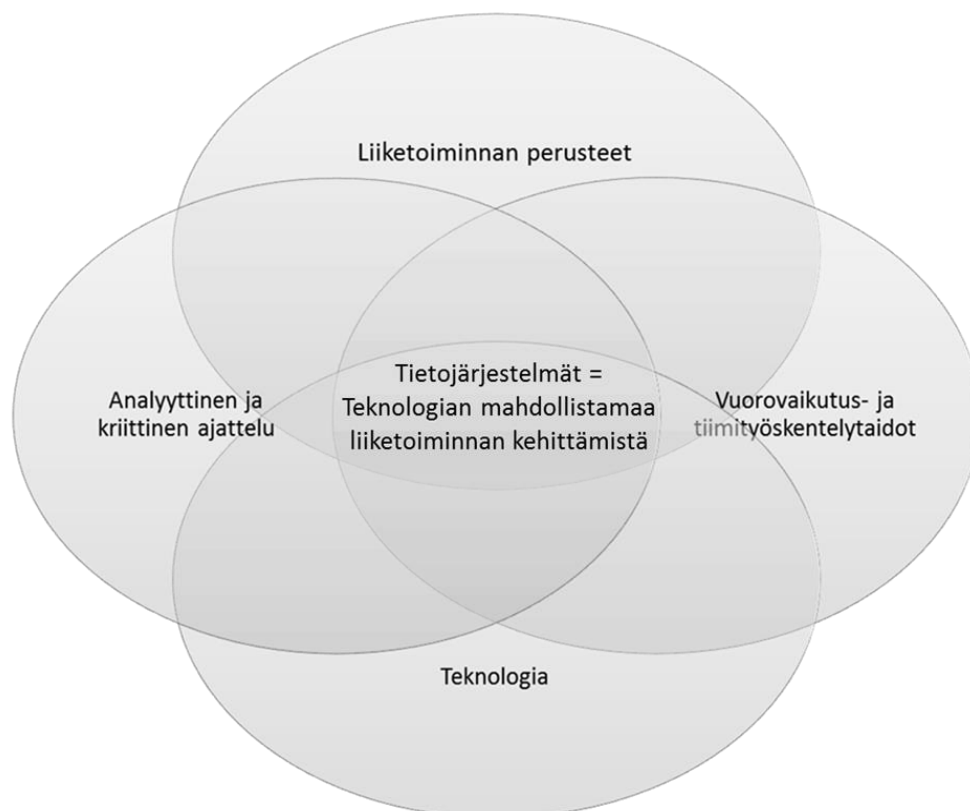 Liiketoiminnan perusteet
Analyyttinen ja
kriittinen ajattelu
Tietojärjestelmät =
Teknologian mahdollistamaa
liiketoiminnan kehittämistä
Vuorovaikutus- ja
tiimityöskentelytaidot
Teknologia